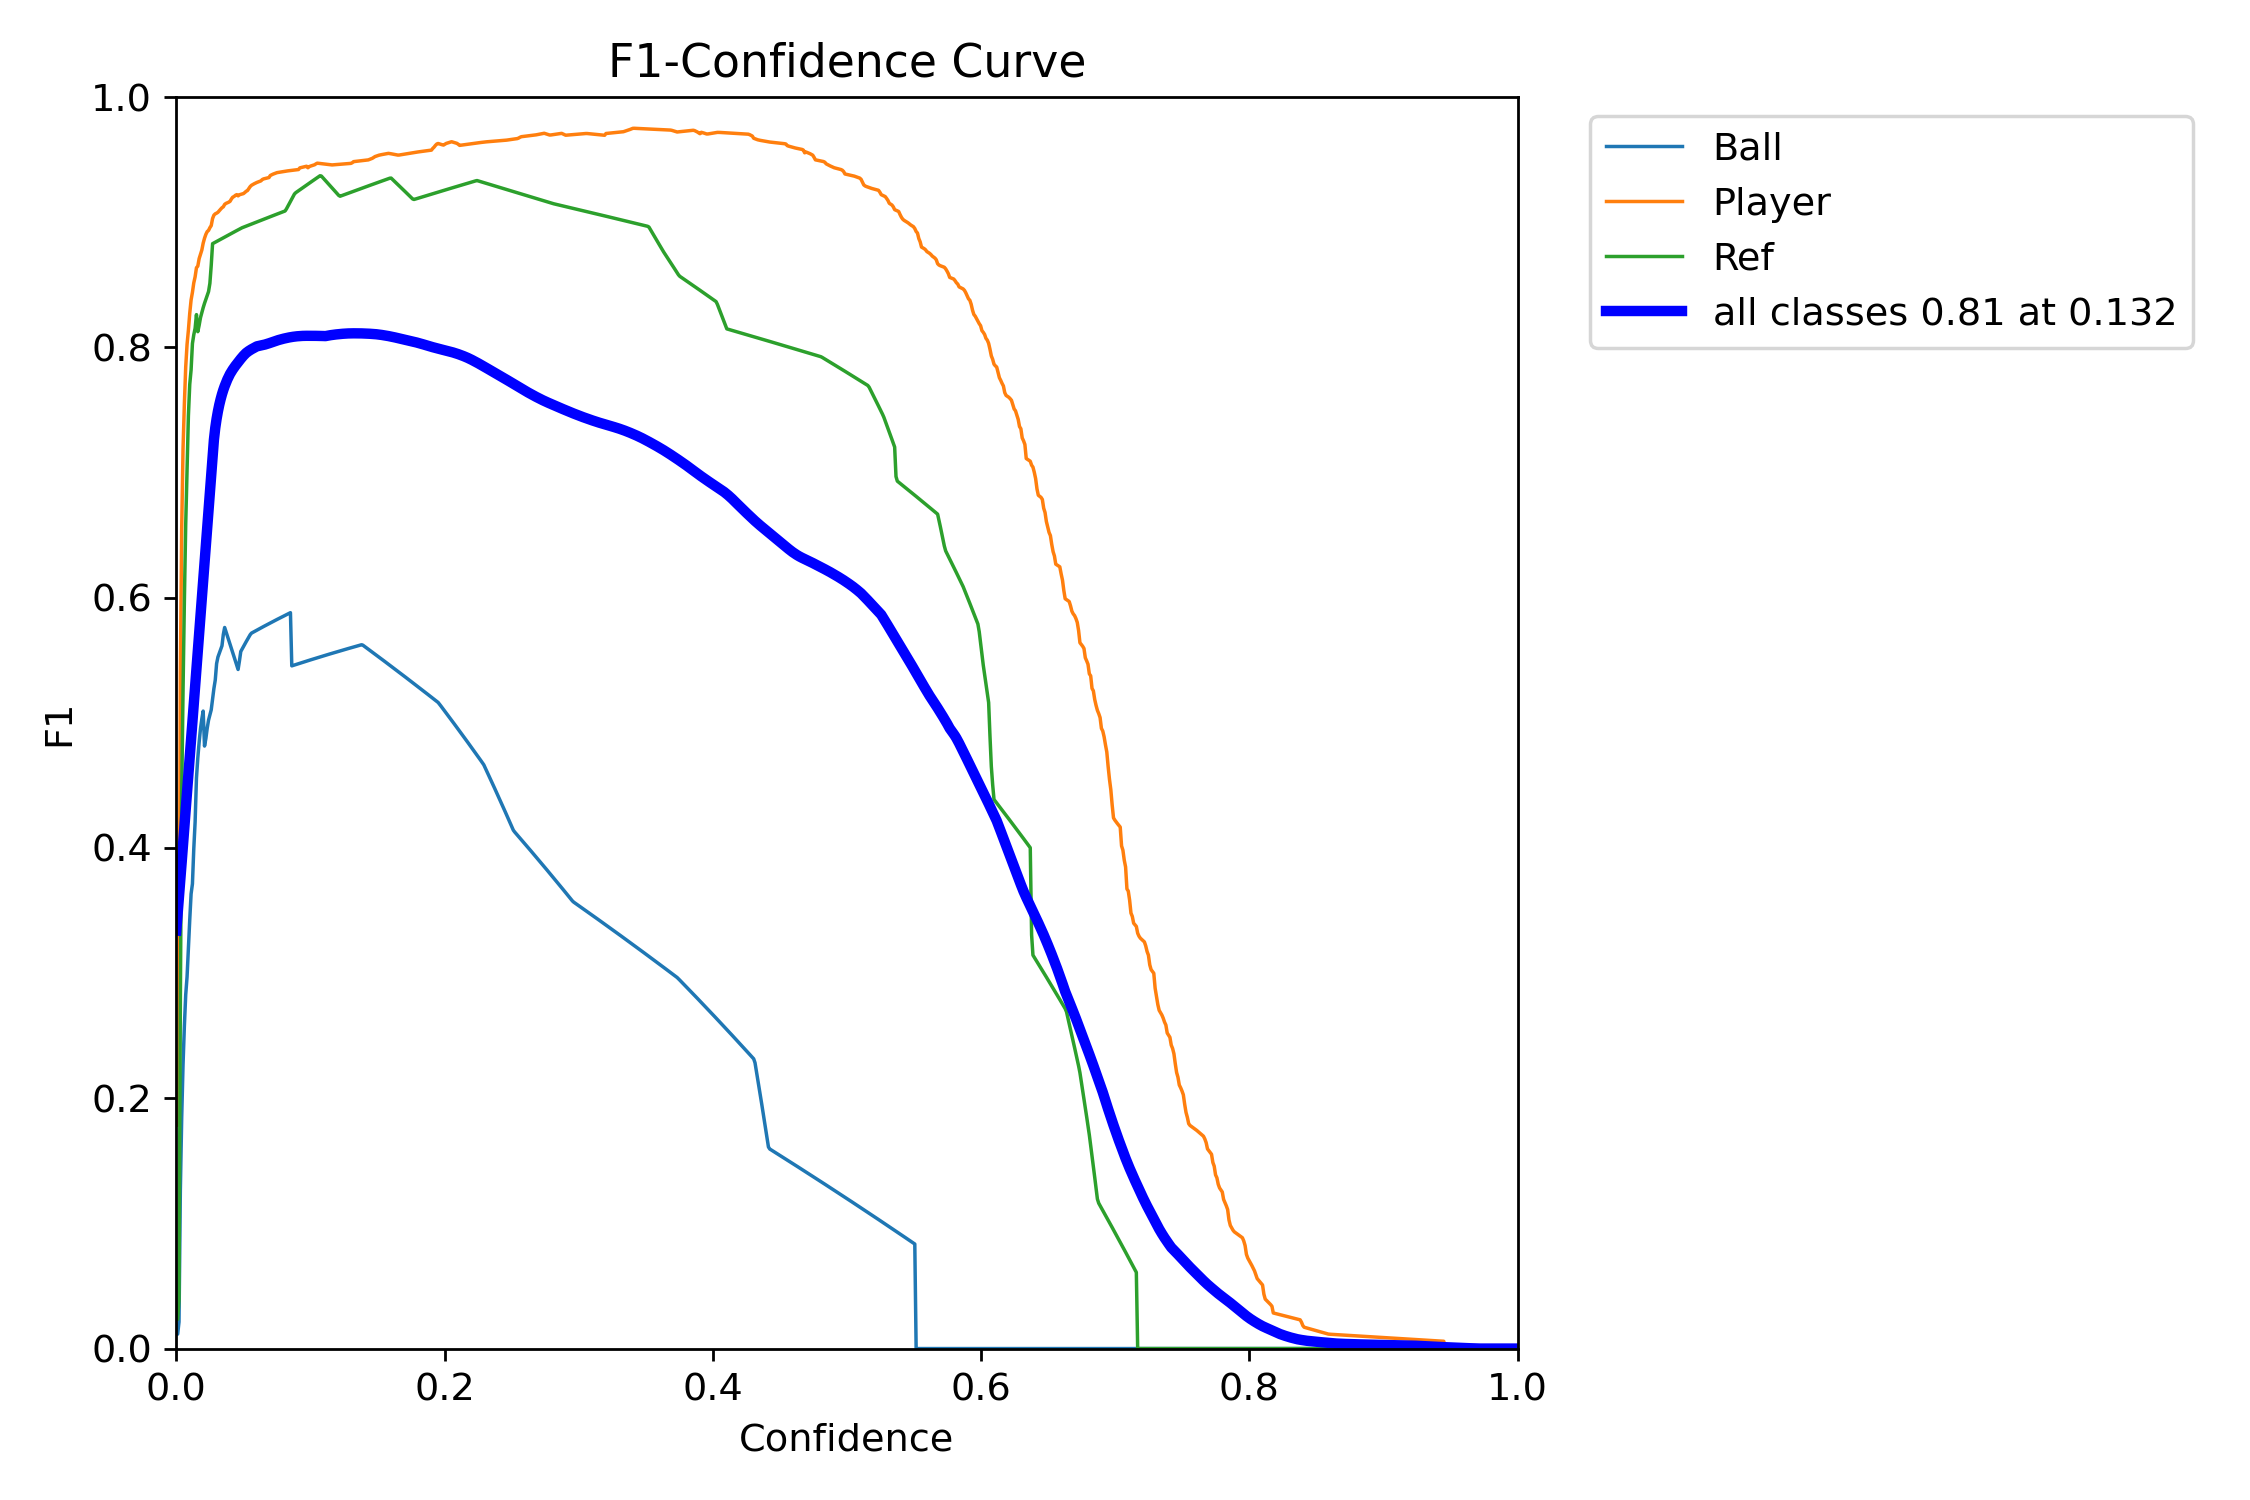 F1-Confidence Curve
1.0
0.8
0.6
0.4
0.2
0.0
F1
0.0 0.2 0.4 0.6 0.8 1.0
Confidence
Ball
Player
Ref
all classes 0.81 at 0.132